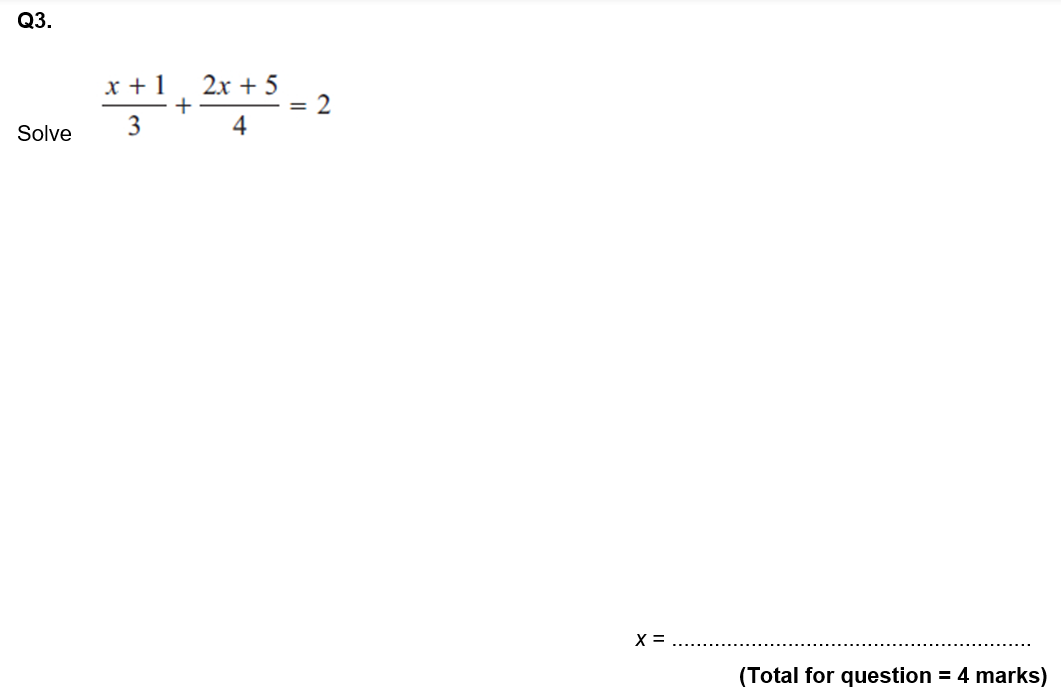 Q3.
Solve (x + 1)/3 + (2x + 5)/4 = 2
x = ............................................................
(Total for question = 4 marks)